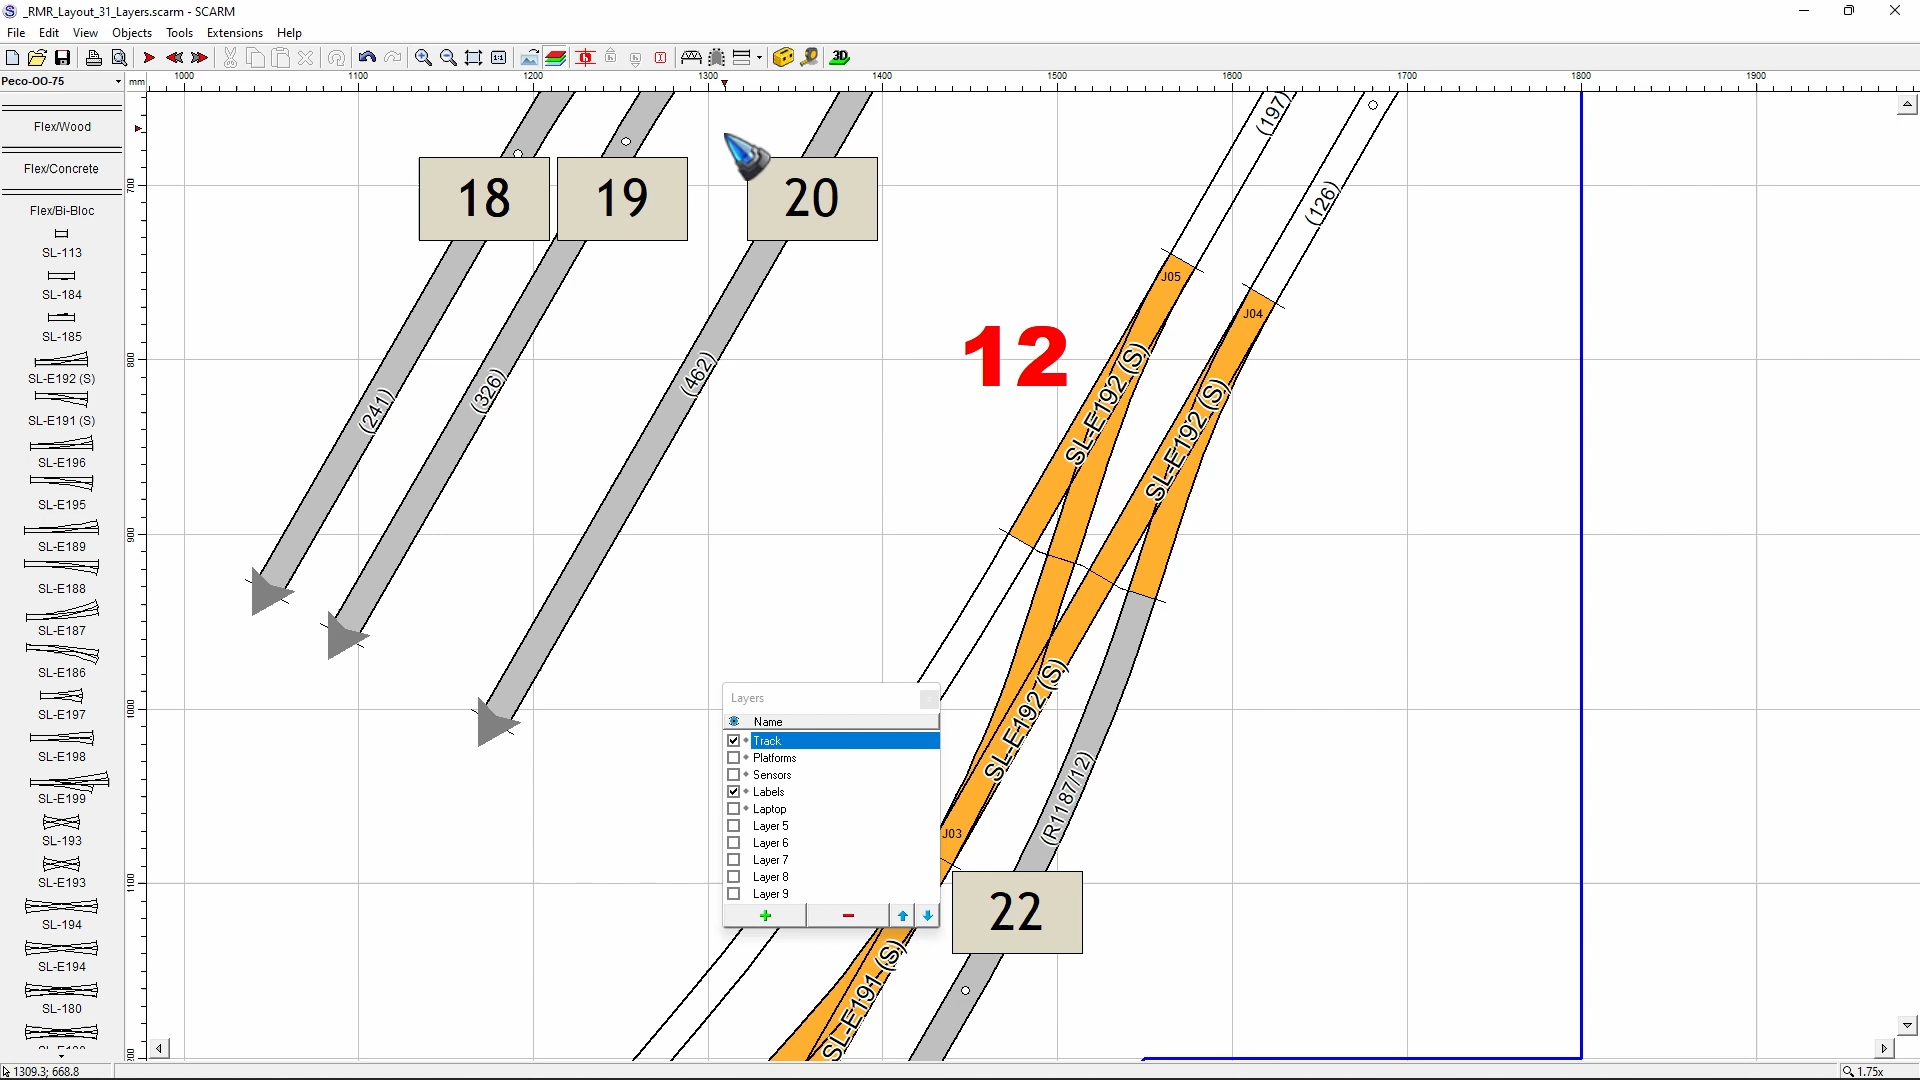 _RMR_Layout_31_Layers.scarm - SCARM
File Edit View Objects Tools Extensions Help
3D
Peco-OO-75
mm
1000 1100 1200 1300 1400 1500 1600 1700 1800 1900
Flex/Wood
Flex/Concrete
Flex/Bi-Bloc
SL-113
SL-184
SL-185
SL-E192 (S)
SL-E191 (S)
SL-E196
SL-E195
SL-E189
SL-E188
SL-E187
SL-E186
SL-E197
SL-E198
SL-E199
SL-193
SL-E193
SL-194
SL-E194
SL-180
700
800
900
1000
1100
(197)
(126)
18 19 20
J05
J04
12
(241)
(326)
(462)
SL-E192 (S)
SL-E192 (S)
SL-E192 (S)
(R1187/12)
J03
22
SL-E191 (S)
Layers
Name
Track
Platforms
Sensors
Labels
Laptop
Layer 5
Layer 6
Layer 7
Layer 8
Layer 9
1309.3; 668.8
1.75x